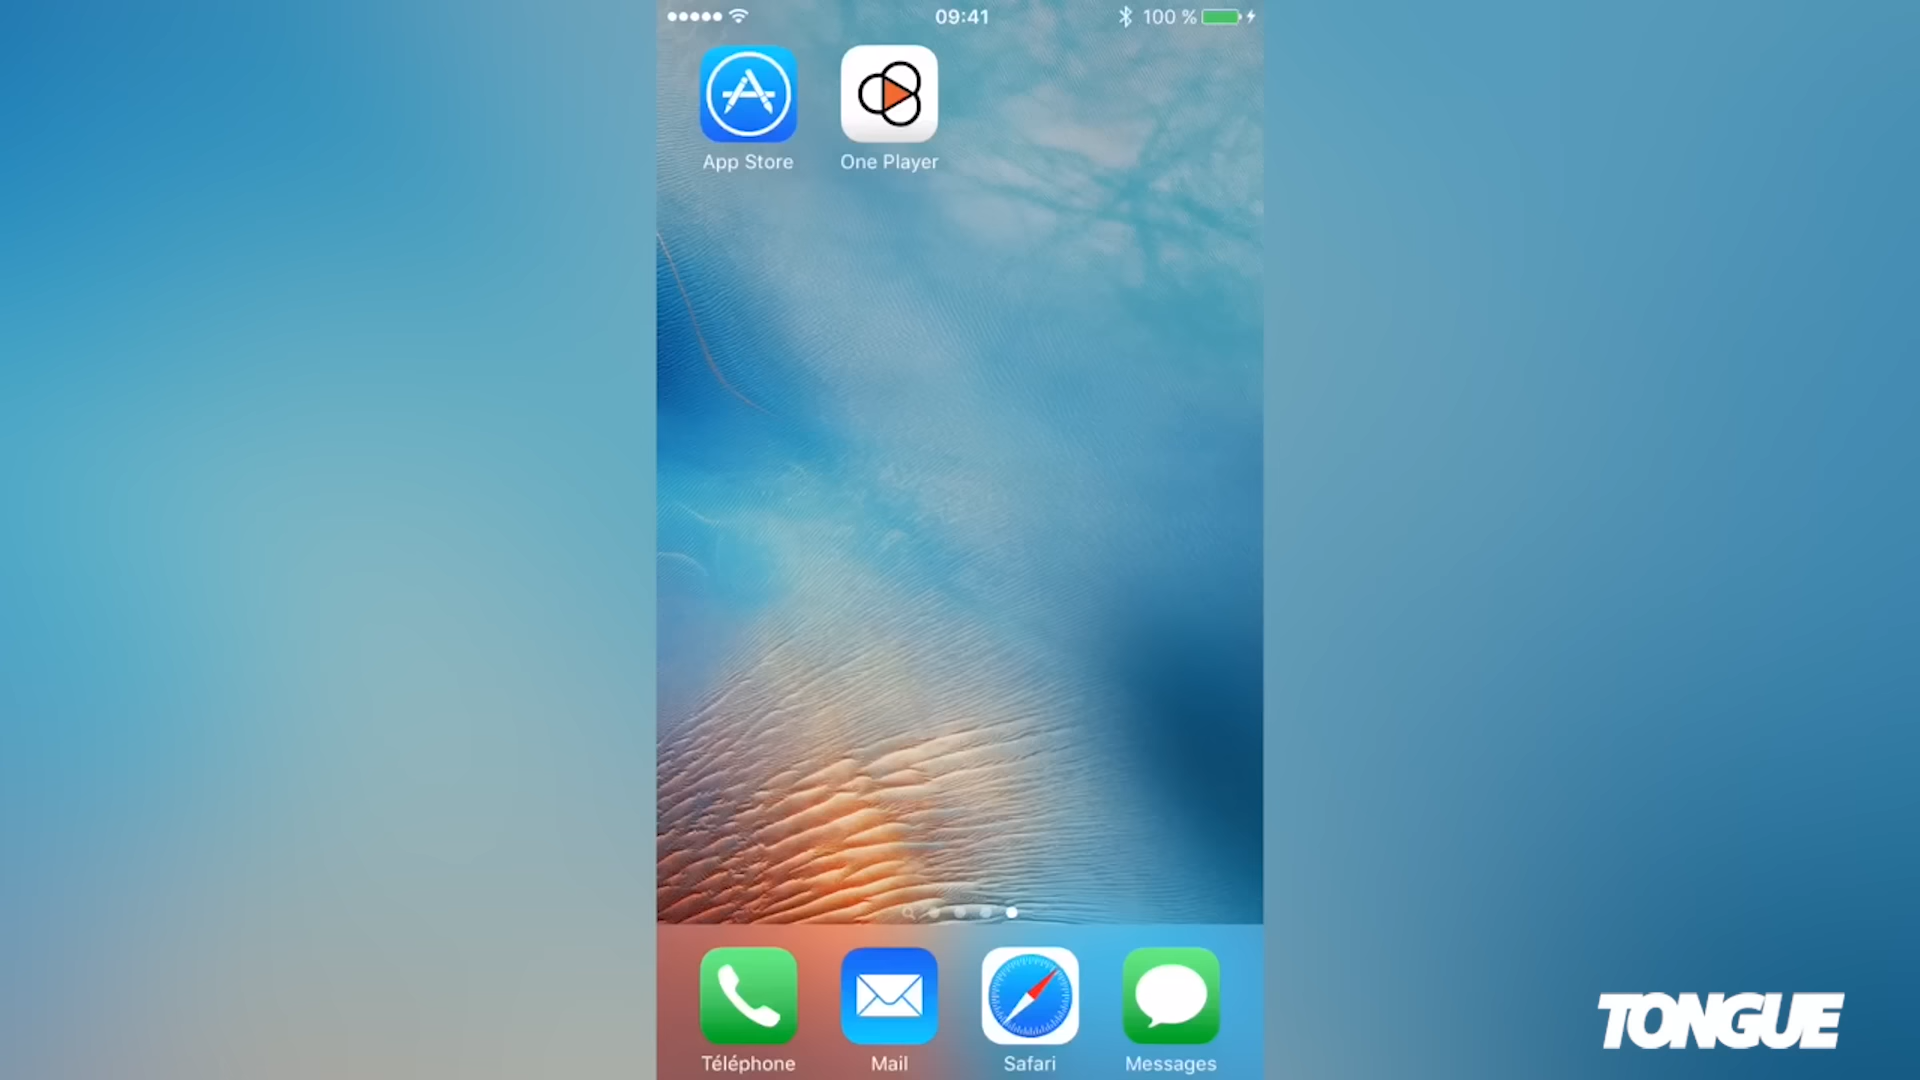 09:41
100 %
App Store
One Player
Téléphone
Mail
Safari
Messages
TONGUE